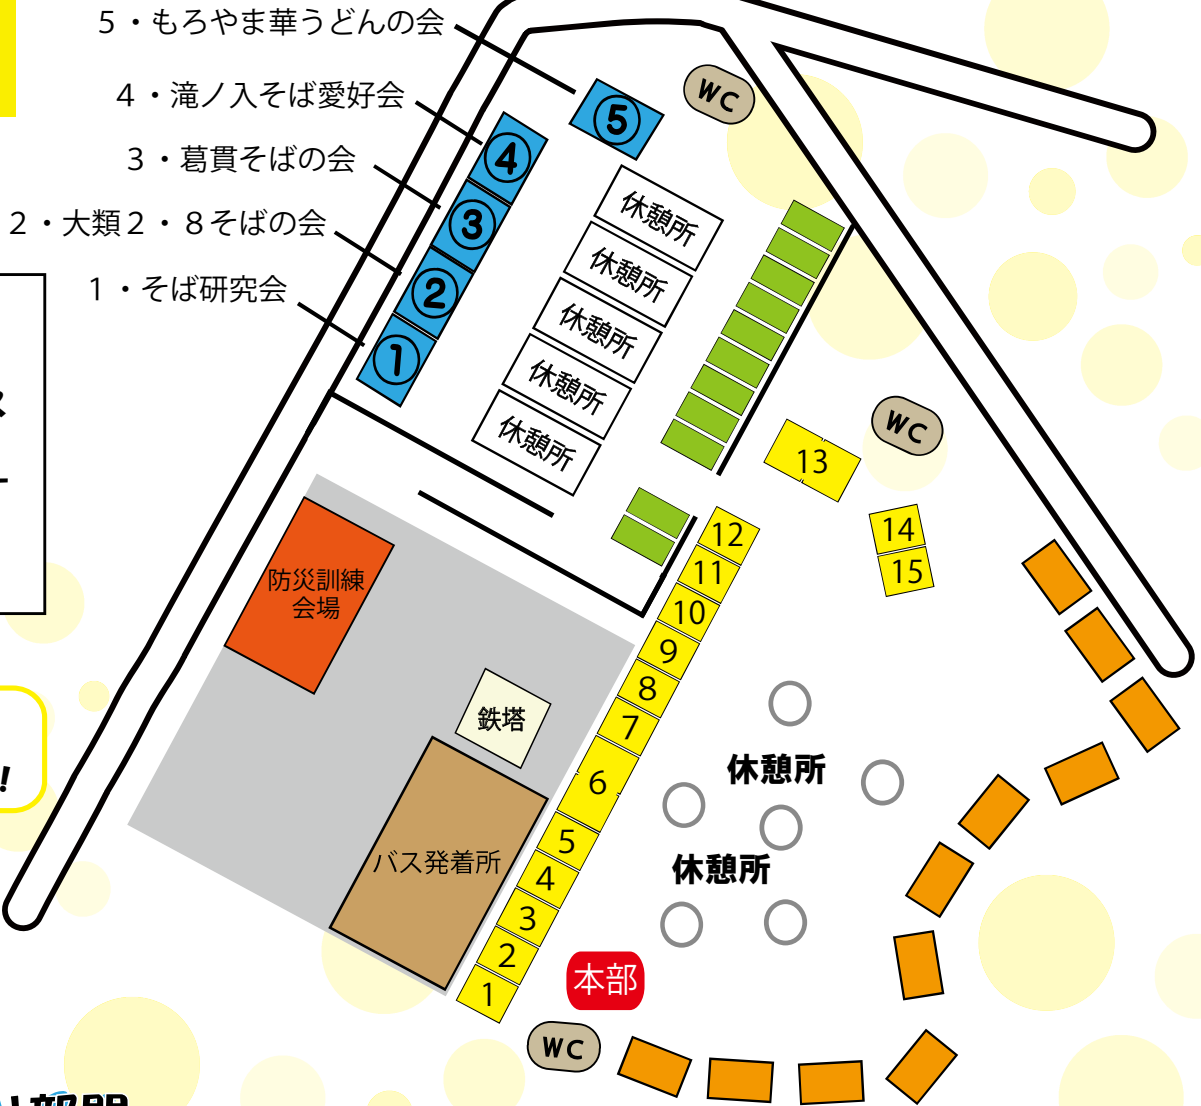 5・もろやま華うどんの会
4・滝ノ入そば愛好会
3・葛貫そばの会
2・大類2・8そばの会
1・そば研究会
⑤
④
③
②
①
WC
休憩所
休憩所
休憩所
休憩所
休憩所
WC
13
14
15
12
11
10
9
8
7
6
5
4
3
2
1
防災訓練
会場
鉄塔
バス発着所
休憩所
休憩所
本部
WC
!